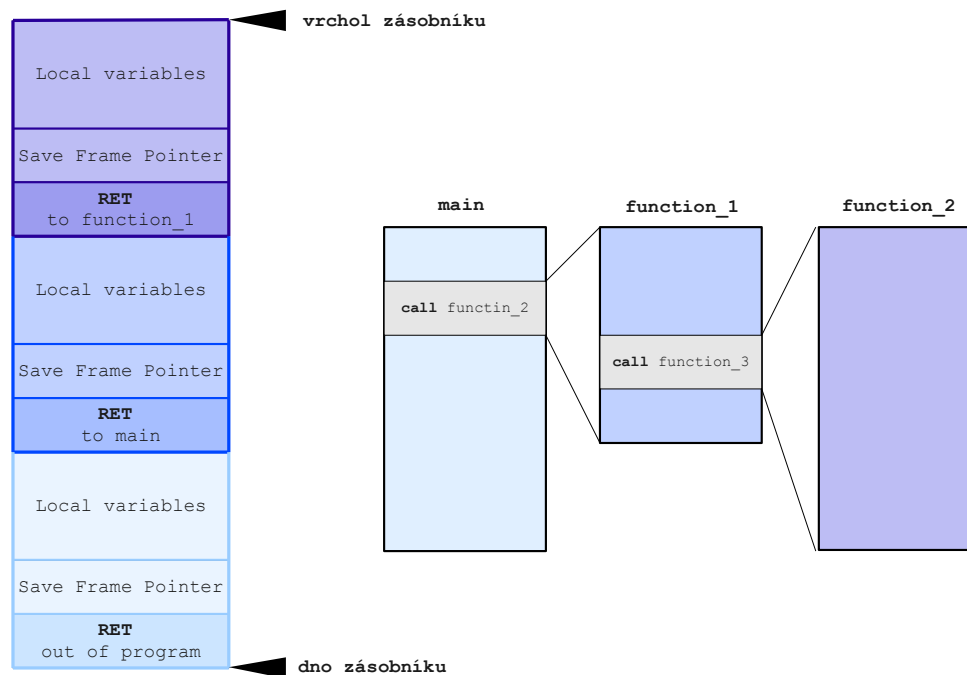 vrchol zásobníku
Local variables
Save Frame Pointer
RET
to function_1
Local variables
Save Frame Pointer
RET
to main
Local variables
Save Frame Pointer
RET
out of program
dno zásobníku
main
call functin_2
function_1
call function_3
function_2